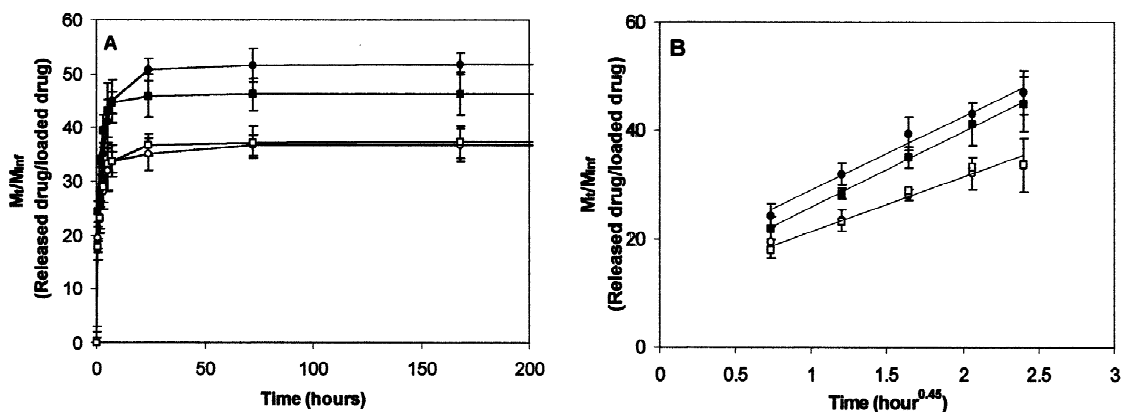 A
Mt/Minf
(Released drug/loaded drug)
60
50
40
30
20
10
0
0 50 100 150 200
Time (hours)
B
Mt/Minf
(Released drug/loaded drug)
60
40
20
0
0 0.5 1 1.5 2 2.5 3
Time (hour0.45)